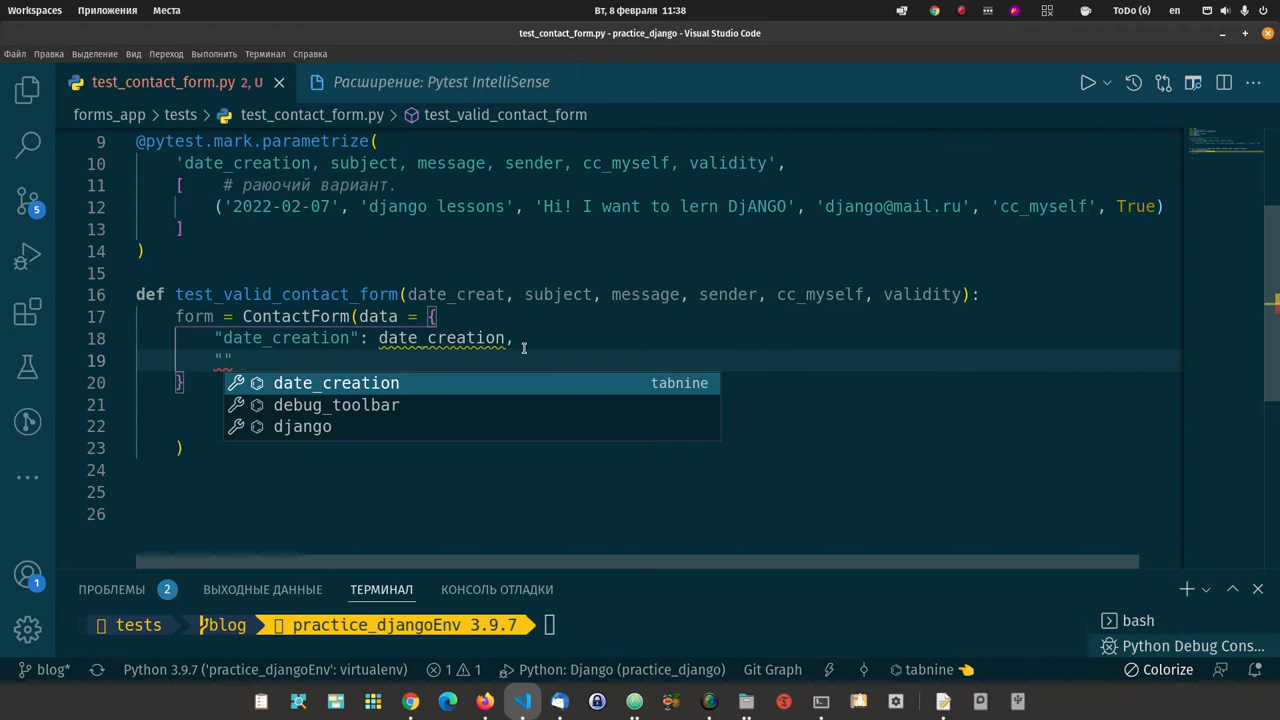 Workspaces Приложения Места Вт, 8 февраля 11:38 ToDo (6) en
test_contact_form.py - practice_django - Visual Studio Code
Файл Правка Выделение Вид Переход Выполнить Терминал Справка
test_contact_form.py 2, U Расширение: Pytest IntelliSense
forms_app > tests > test_contact_form.py > test_valid_contact_form
9 @pytest.mark.parametrize(
10 'date_creation, subject, message, sender, cc_myself, validity',
11 [ # раюочий вариант.
12 ('2022-02-07', 'django lessons', 'Hi! I want to lern DjANGO', 'django@mail.ru', 'cc_myself', True)
13 ]
14 )
15
16 def test_valid_contact_form(date_creat, subject, message, sender, cc_myself, validity):
17 form = ContactForm(data = {
18 "date_creation": date_creation,
19 ""
20 }
date_creation tabnine
21
debug_toolbar
22
django
23 )
24
25
26
5
1
ПРОБЛЕМЫ 2 ВЫХОДНЫЕ ДАННЫЕ ТЕРМИНАЛ КОНСОЛЬ ОТЛАДКИ
tests blog practice_djangoEnv 3.9.7
bash
Python Debug Cons...
blog* Python 3.9.7 ('practice_djangoEnv': virtualenv) 1 1 Python: Django (practice_django) Git Graph tabnine Colorize